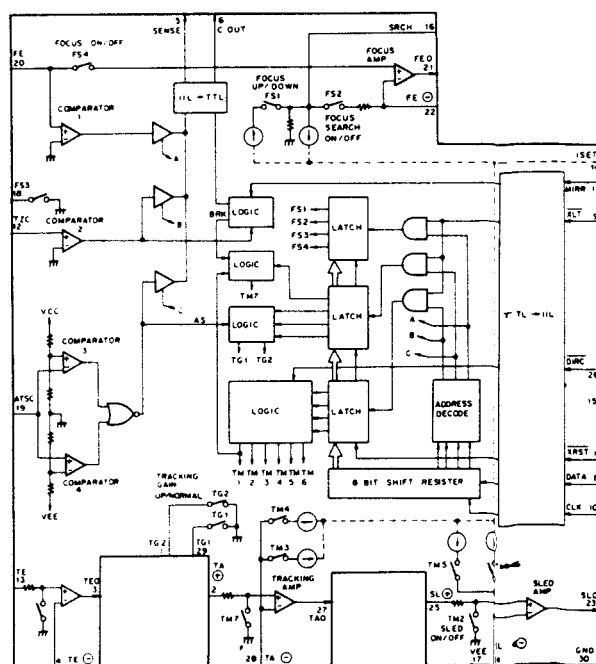 5
SENSE
6
C OUT
SRCH 16
FE
20
FOCUS ON/OFF
FS4
FOCUS
AMP
FEO
21
FOCUS
UP/DOWN
FS1
FS2
FOCUS
SEARCH
ON/OFF
FE ⊖
22
IIL → TTL
COMPARATOR
1
A
FS3
18
TZC
12
COMPARATOR
2
B
BRK
LOGIC
FS1
FS2
FS3
FS4
LATCH
ISET
MIRR
XLT
TTL → IIL
LOGIC
TM7
C
AS
LOGIC
TG1 TG2
LATCH
A
B
C
VCC
COMPARATOR
3
ATSC
19
COMPARATOR
4
VEE
LOGIC
LATCH
ADDRESS
DECODE
DIRC
15
TM TM TM TM TM TM
1 2 3 4 5 6
8 BIT SHIFT REGISTER
XRST
DATA
CLK
TRACKING
GAIN
UP/NORMAL
TG2
TG1
TG2
TG1
29
TM4
TM3
TM5
TE
13
TEO
3
TA
⊕
2
TM7
TRACKING
AMP
27
TAO
SL ⊕
25
SLED
AMP
SLO
23
TM2
SLED
ON/OFF
4 TE ⊖
28 TA ⊖
VEE
17
⊖
GND
30